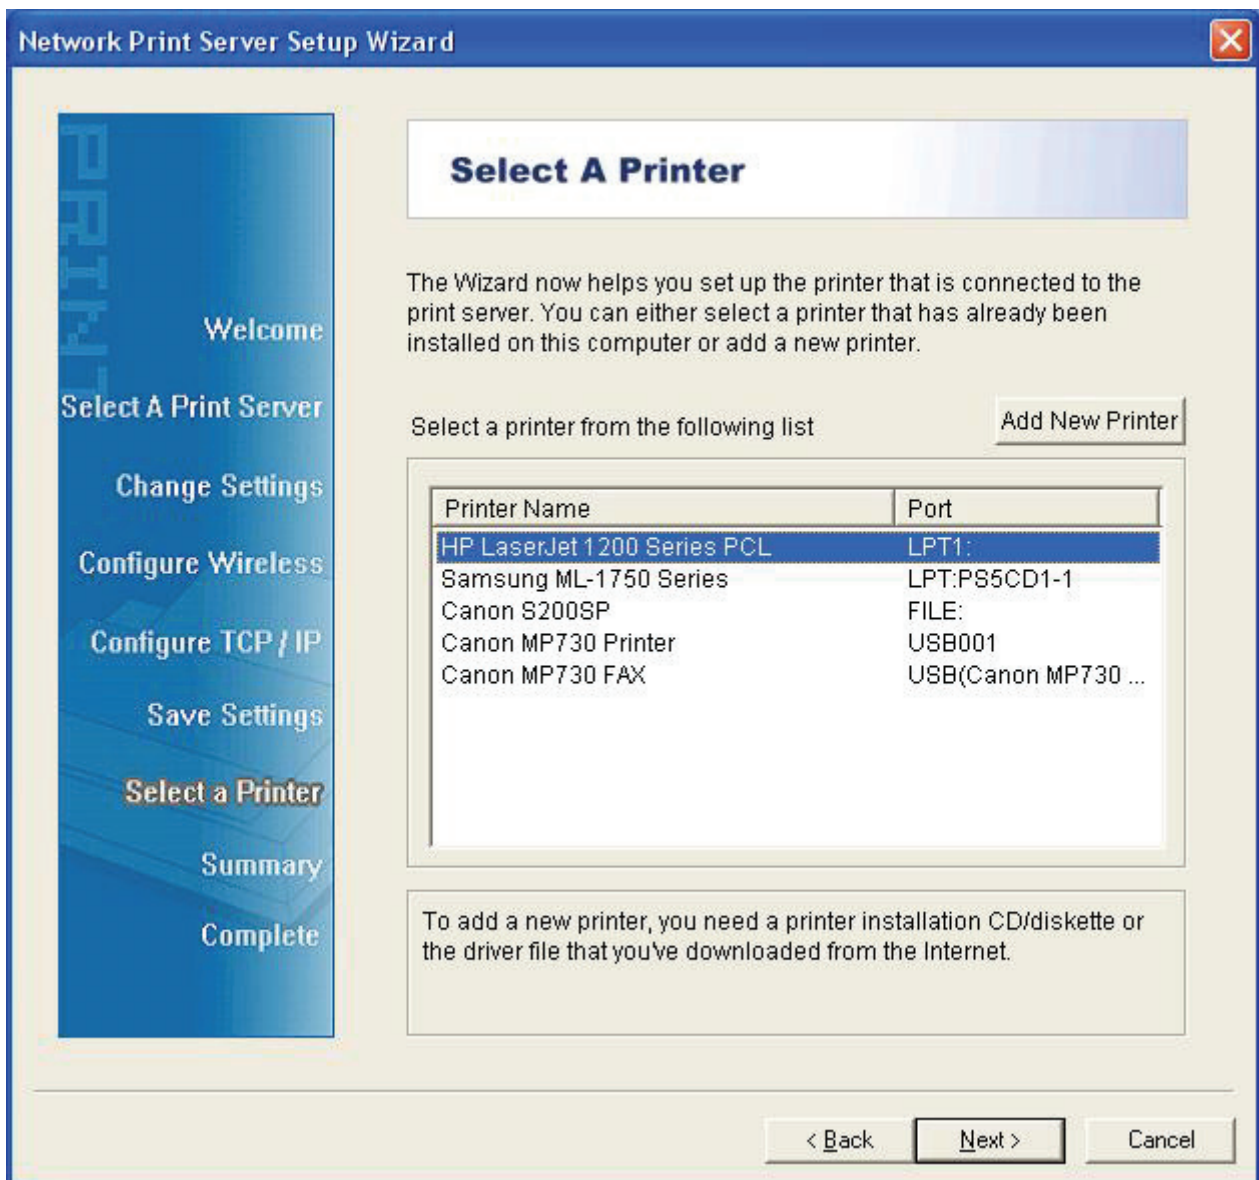 Network Print Server Setup Wizard
PRINT
Welcome
Select A Print Server
Change Settings
Configure Wireless
Configure TCP / IP
Save Settings
Select a Printer
Summary
Complete
Select A Printer
The Wizard now helps you set up the printer that is connected to the
print server. You can either select a printer that has already been
installed on this computer or add a new printer.
Select a printer from the following list
Add New Printer
Printer Name Port
HP LaserJet 1200 Series PCL LPT1:
Samsung ML-1750 Series LPT:PS5CD1-1
Canon S200SP FILE:
Canon MP730 Printer USB001
Canon MP730 FAX USB(Canon MP730 ...
To add a new printer, you need a printer installation CD/diskette or
the driver file that you've downloaded from the Internet.
< Back Next > Cancel